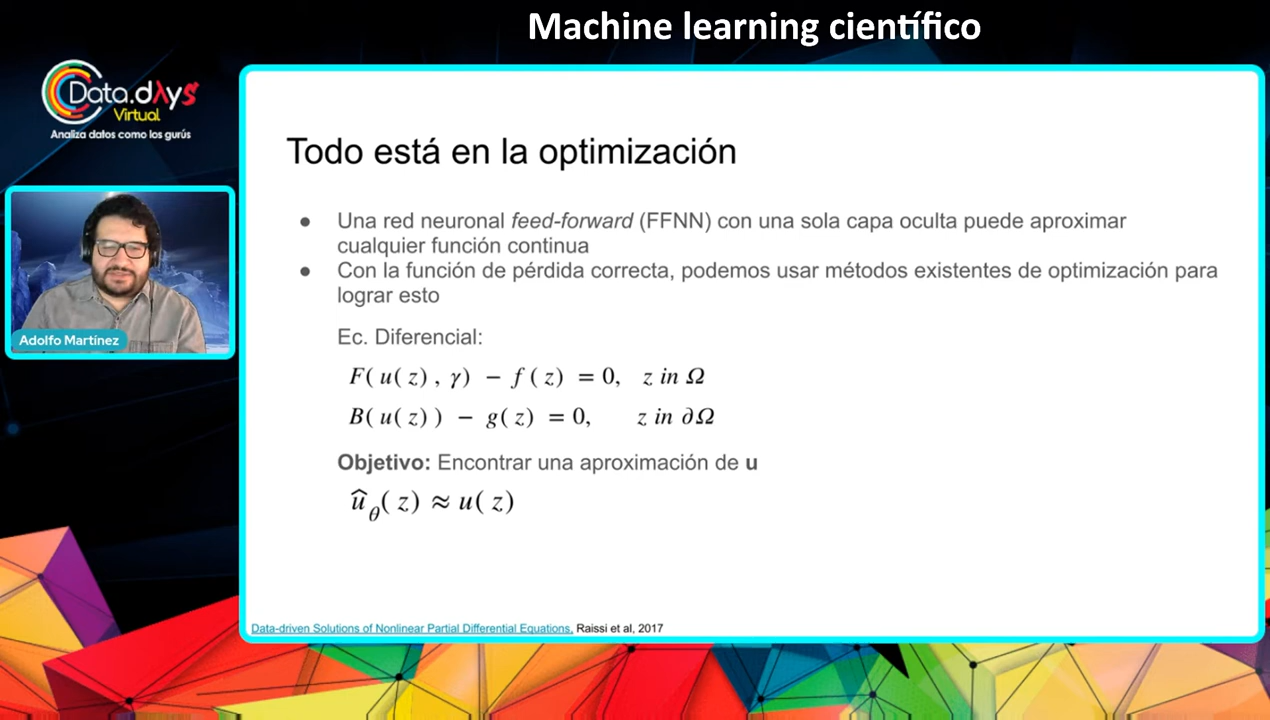 Machine learning científico
Data.dλys
Virtual
Analiza datos como los gurús
Adolfo Martínez
Todo está en la optimización
● Una red neuronal feed-forward (FFNN) con una sola capa oculta puede aproximar
cualquier función continua
● Con la función de pérdida correcta, podemos usar métodos existentes de optimización para
lograr esto
Ec. Diferencial:
F( u( z) , γ) − f ( z) = 0, z in Ω
B( u( z) ) − g( z) = 0, z in ∂Ω
Objetivo: Encontrar una aproximación de u
û_θ( z) ≈ u( z)
Data-driven Solutions of Nonlinear Partial Differential Equations, Raissi et al, 2017